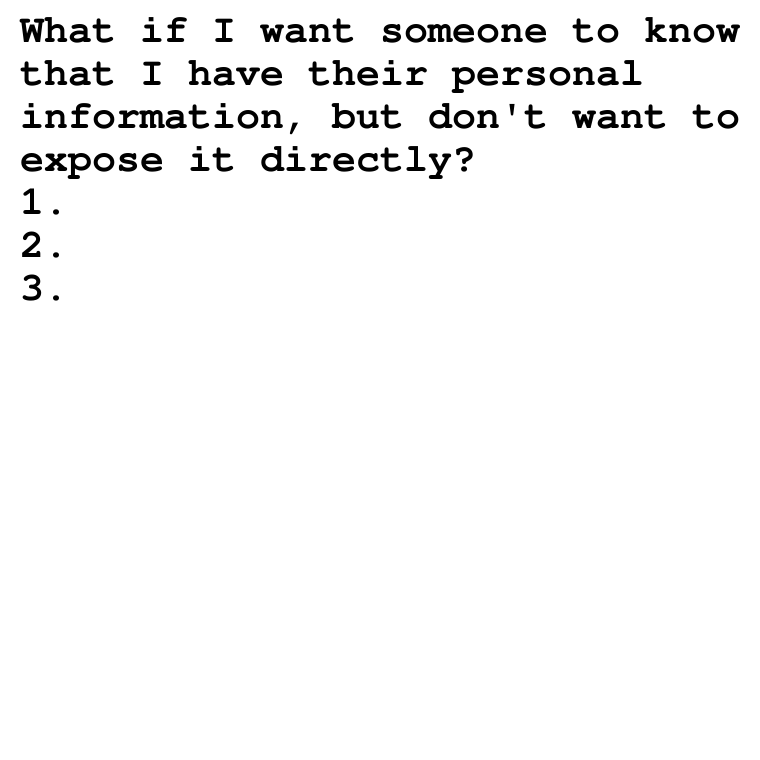 What if I want someone to know
that I have their personal
information, but don't want to
expose it directly?
1.
2.
3.